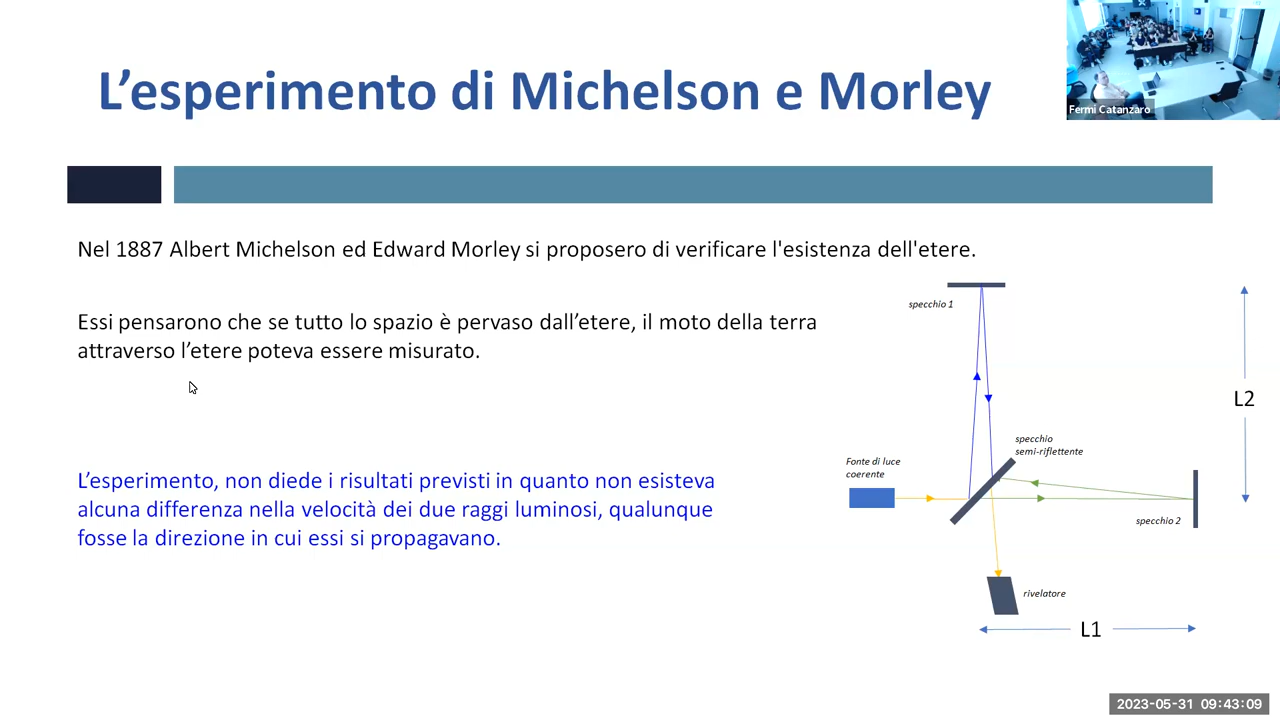 L'esperimento di Michelson e Morley
Fermi Catanzaro
Nel 1887 Albert Michelson ed Edward Morley si proposero di verificare l'esistenza dell'etere.
Essi pensarono che se tutto lo spazio è pervaso dall'etere, il moto della terra
attraverso l'etere poteva essere misurato.
L'esperimento, non diede i risultati previsti in quanto non esisteva
alcuna differenza nella velocità dei due raggi luminosi, qualunque
fosse la direzione in cui essi si propagavano.
specchio 1
L2
specchio
semi-riflettente
Fonte di luce
coerente
specchio 2
rivelatore
L1
2023-05-31 09:43:09